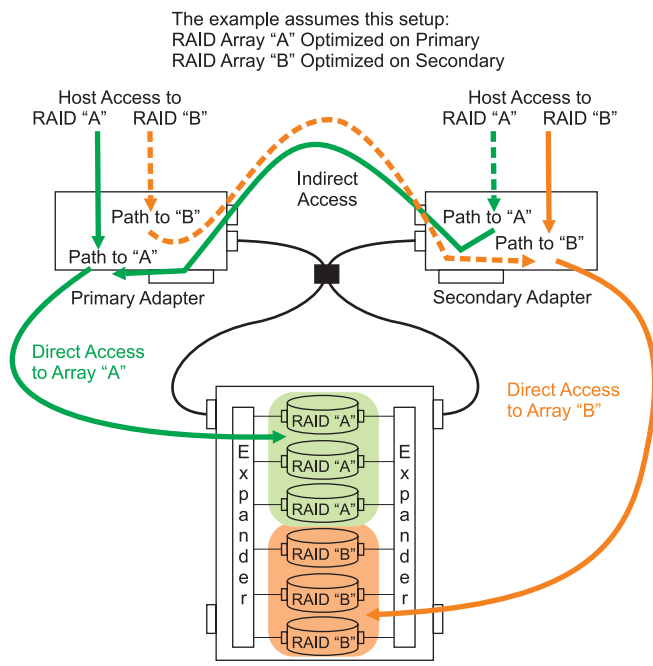 The example assumes this setup:
RAID Array “A” Optimized on Primary
RAID Array “B” Optimized on Secondary
Host Access to
RAID “A” RAID “B”
Host Access to
RAID “A” RAID “B”
Indirect
Access
Path to “B”
Path to “A”
Primary Adapter
Path to “A”
Path to “B”
Secondary Adapter
Direct Access
to Array “A”
Direct Access
to Array “B”
Expander
RAID “A”
RAID “A”
RAID “A”
RAID “B”
RAID “B”
RAID “B”
Expander